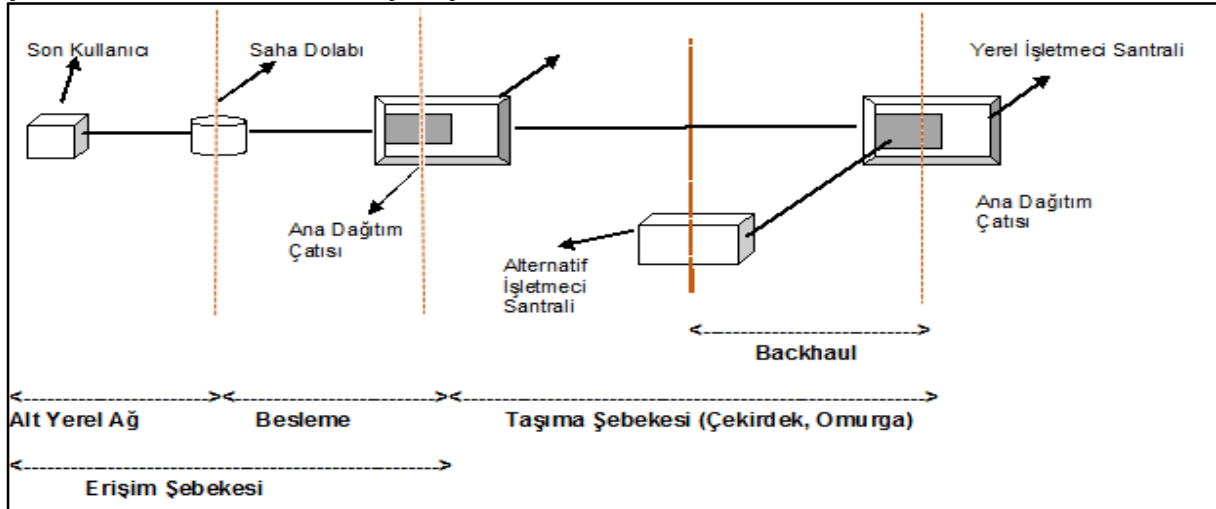 Son Kullanıcı
Saha Dolabı
Yerel İşletmeci Santrali
Ana Dağıtım
Çatısı
Ana Dağıtım
Çatısı
Alternatif
İşletmeci
Santrali
Backhaul
Alt Yerel Ağ
Besleme
Taşıma Şebekesi (Çekirdek, Omurga)
Erişim Şebekesi